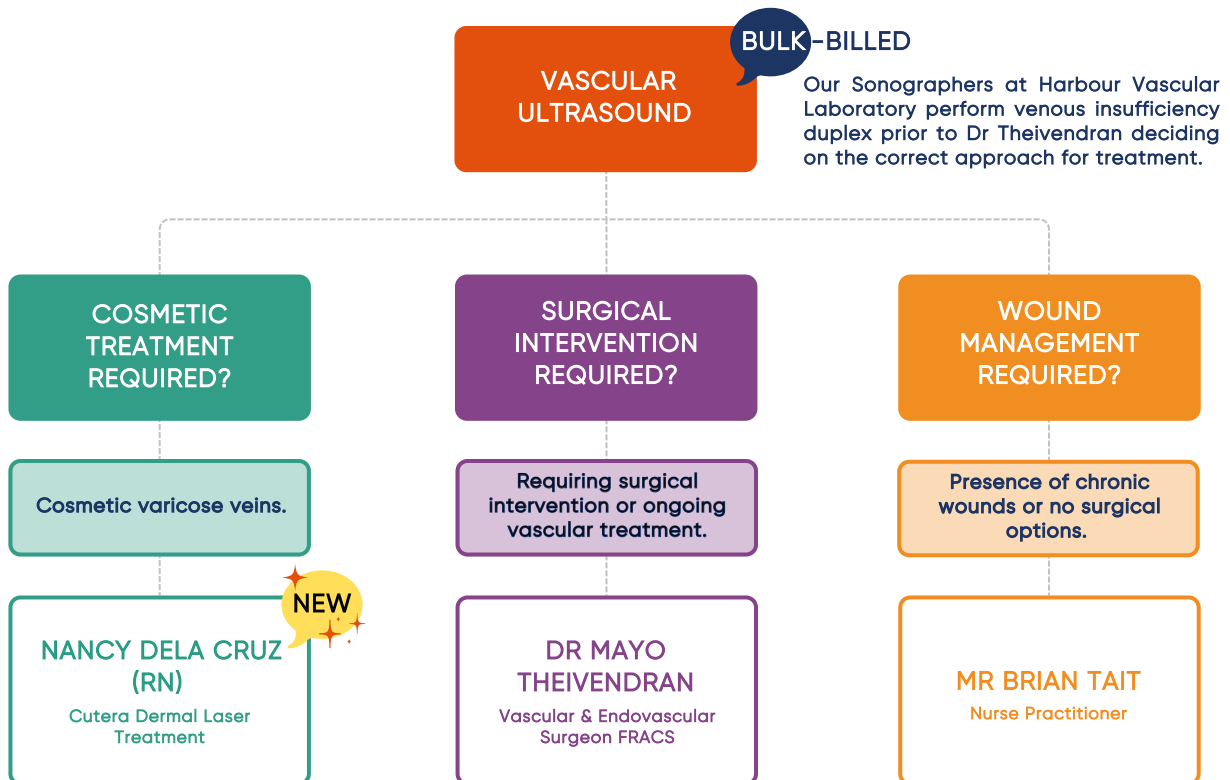 VASCULAR
ULTRASOUND
BULK-BILLED
Our Sonographers at Harbour Vascular
Laboratory perform venous insufficiency
duplex prior to Dr Theivendran deciding
on the correct approach for treatment.
COSMETIC
TREATMENT
REQUIRED?
Cosmetic varicose veins.
NEW
NANCY DELA CRUZ
(RN)
Cutera Dermal Laser
Treatment
SURGICAL
INTERVENTION
REQUIRED?
Requiring surgical
intervention or ongoing
vascular treatment.
DR MAYO
THEIVENDRAN
Vascular & Endovascular
Surgeon FRACS
WOUND
MANAGEMENT
REQUIRED?
Presence of chronic
wounds or no surgical
options.
MR BRIAN TAIT
Nurse Practitioner